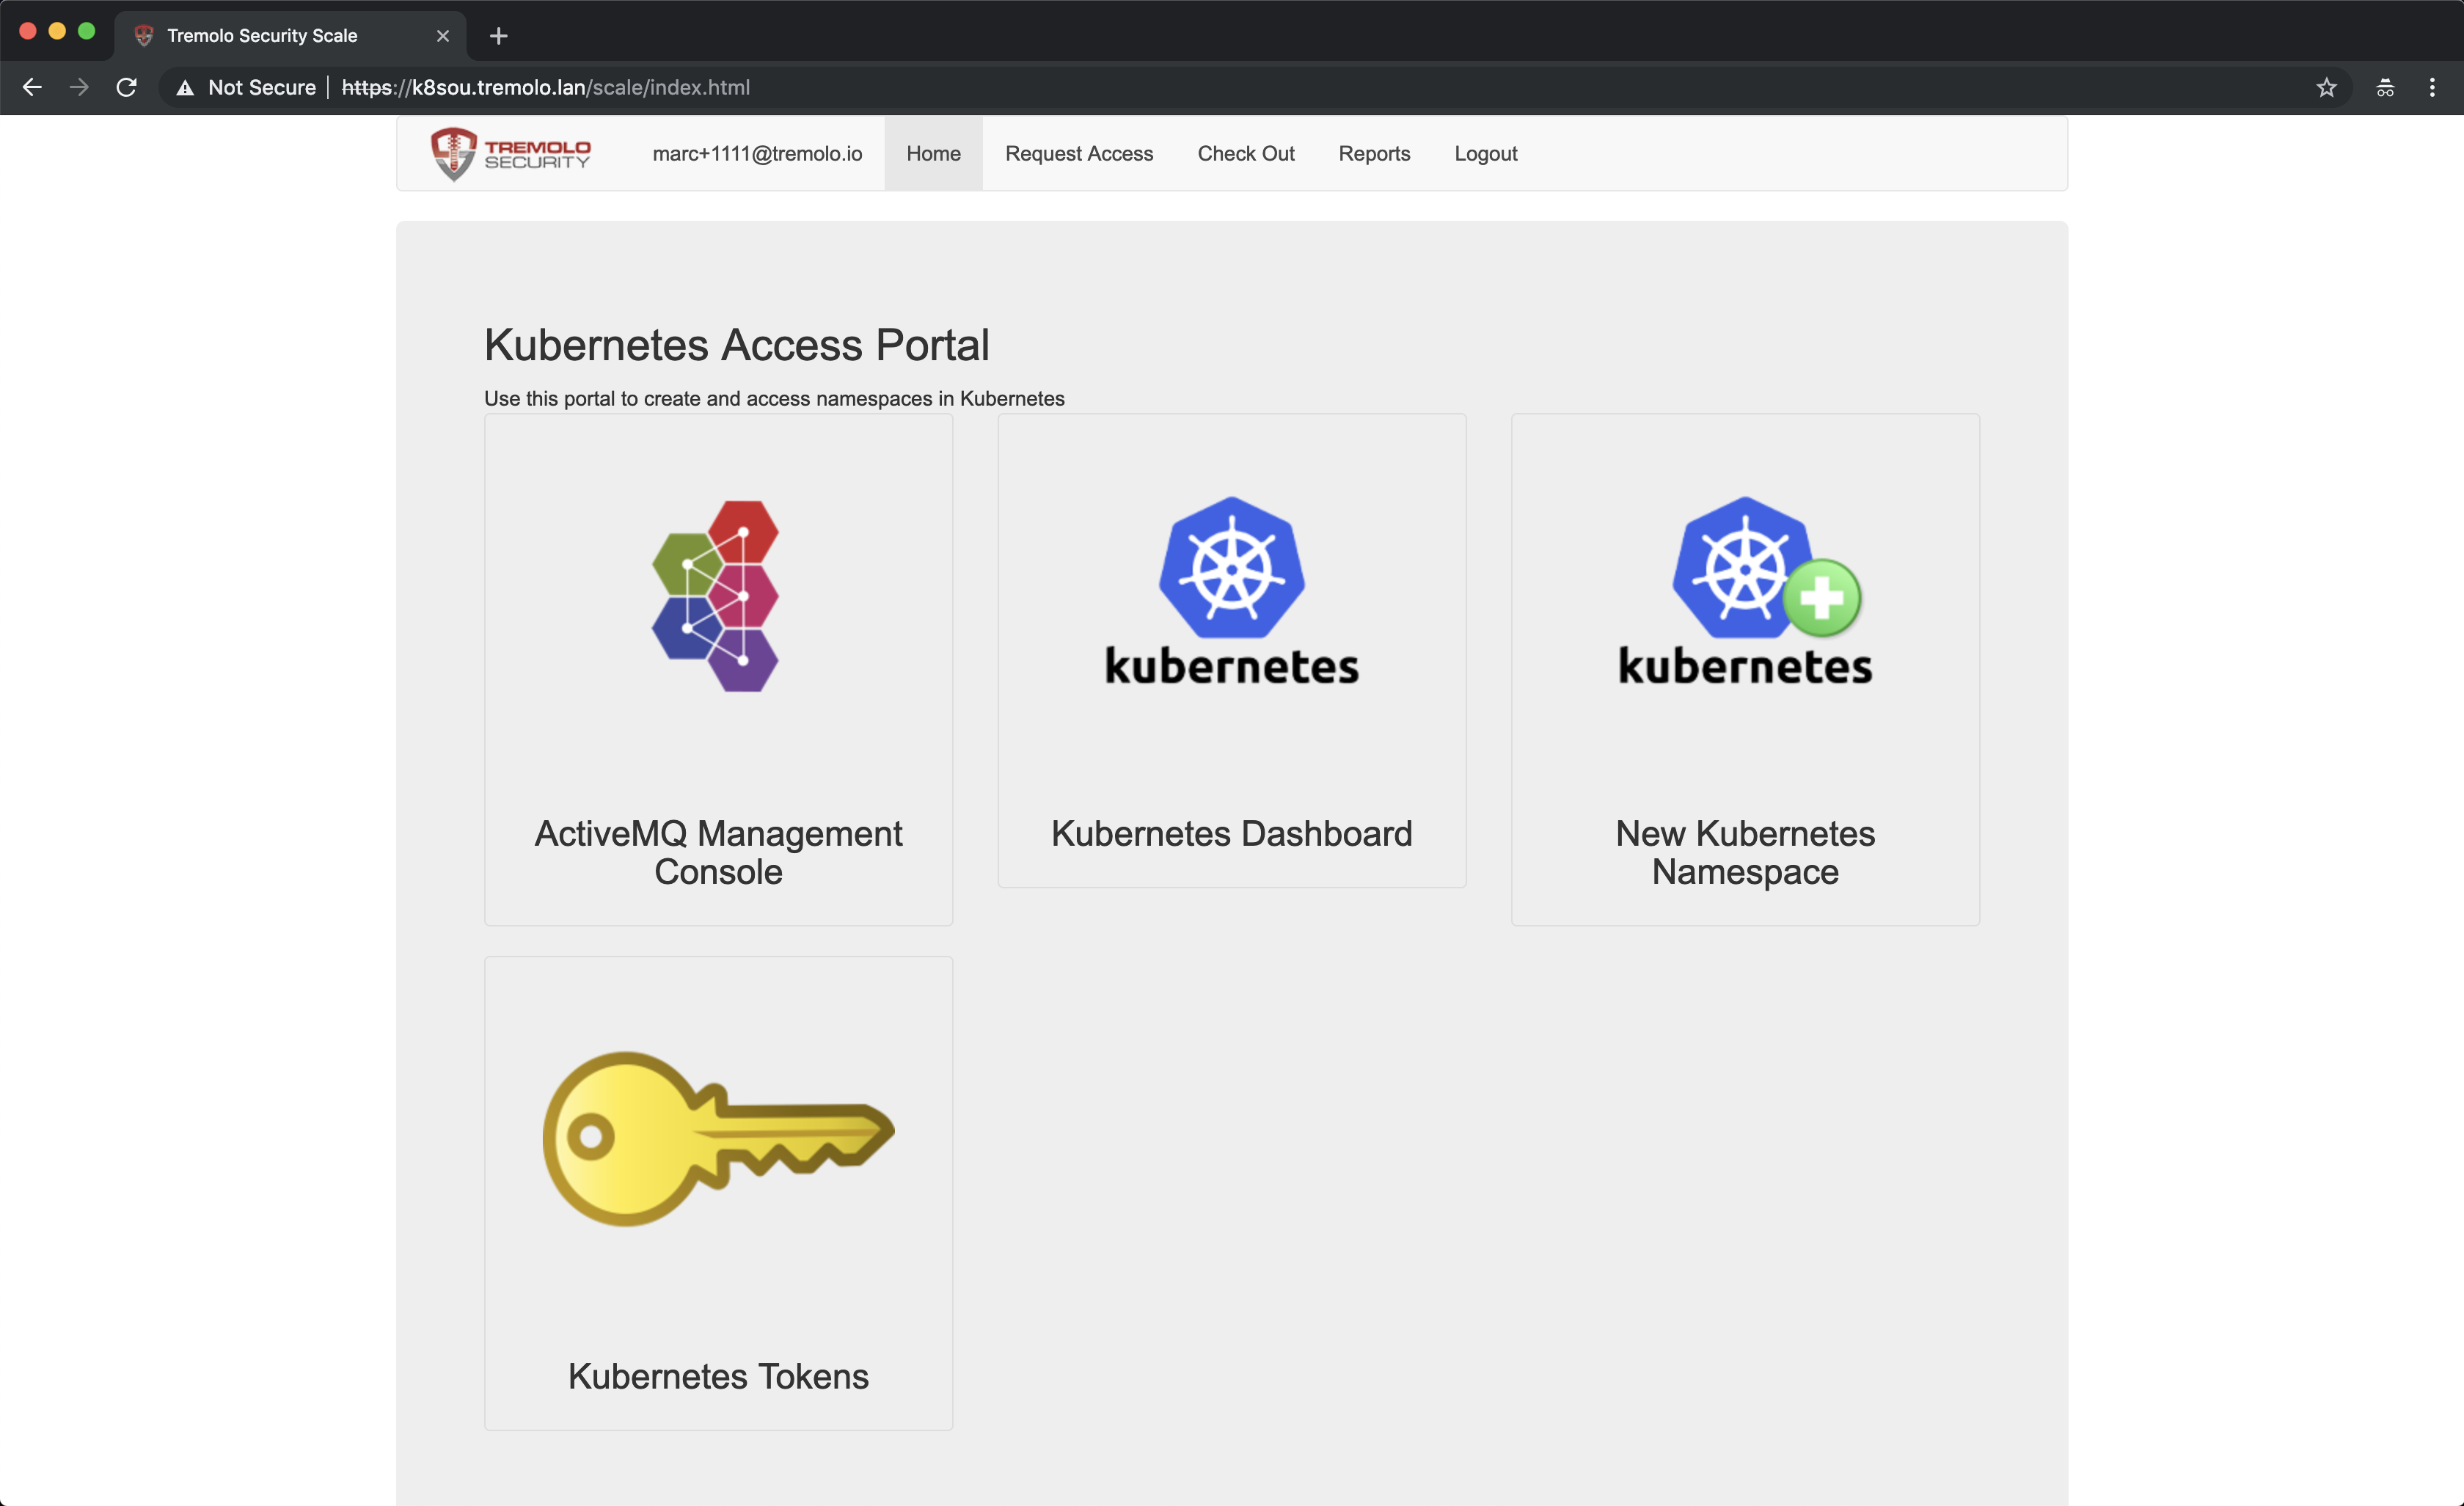 Tremolo Security Scale
Not Secure | https://k8sou.tremolo.lan/scale/index.html
TREMOLO
SECURITY
marc+1111@tremolo.io Home Request Access Check Out Reports Logout
Kubernetes Access Portal
Use this portal to create and access namespaces in Kubernetes
kubernetes
kubernetes
ActiveMQ Management
Console
Kubernetes Dashboard
New Kubernetes
Namespace
Kubernetes Tokens